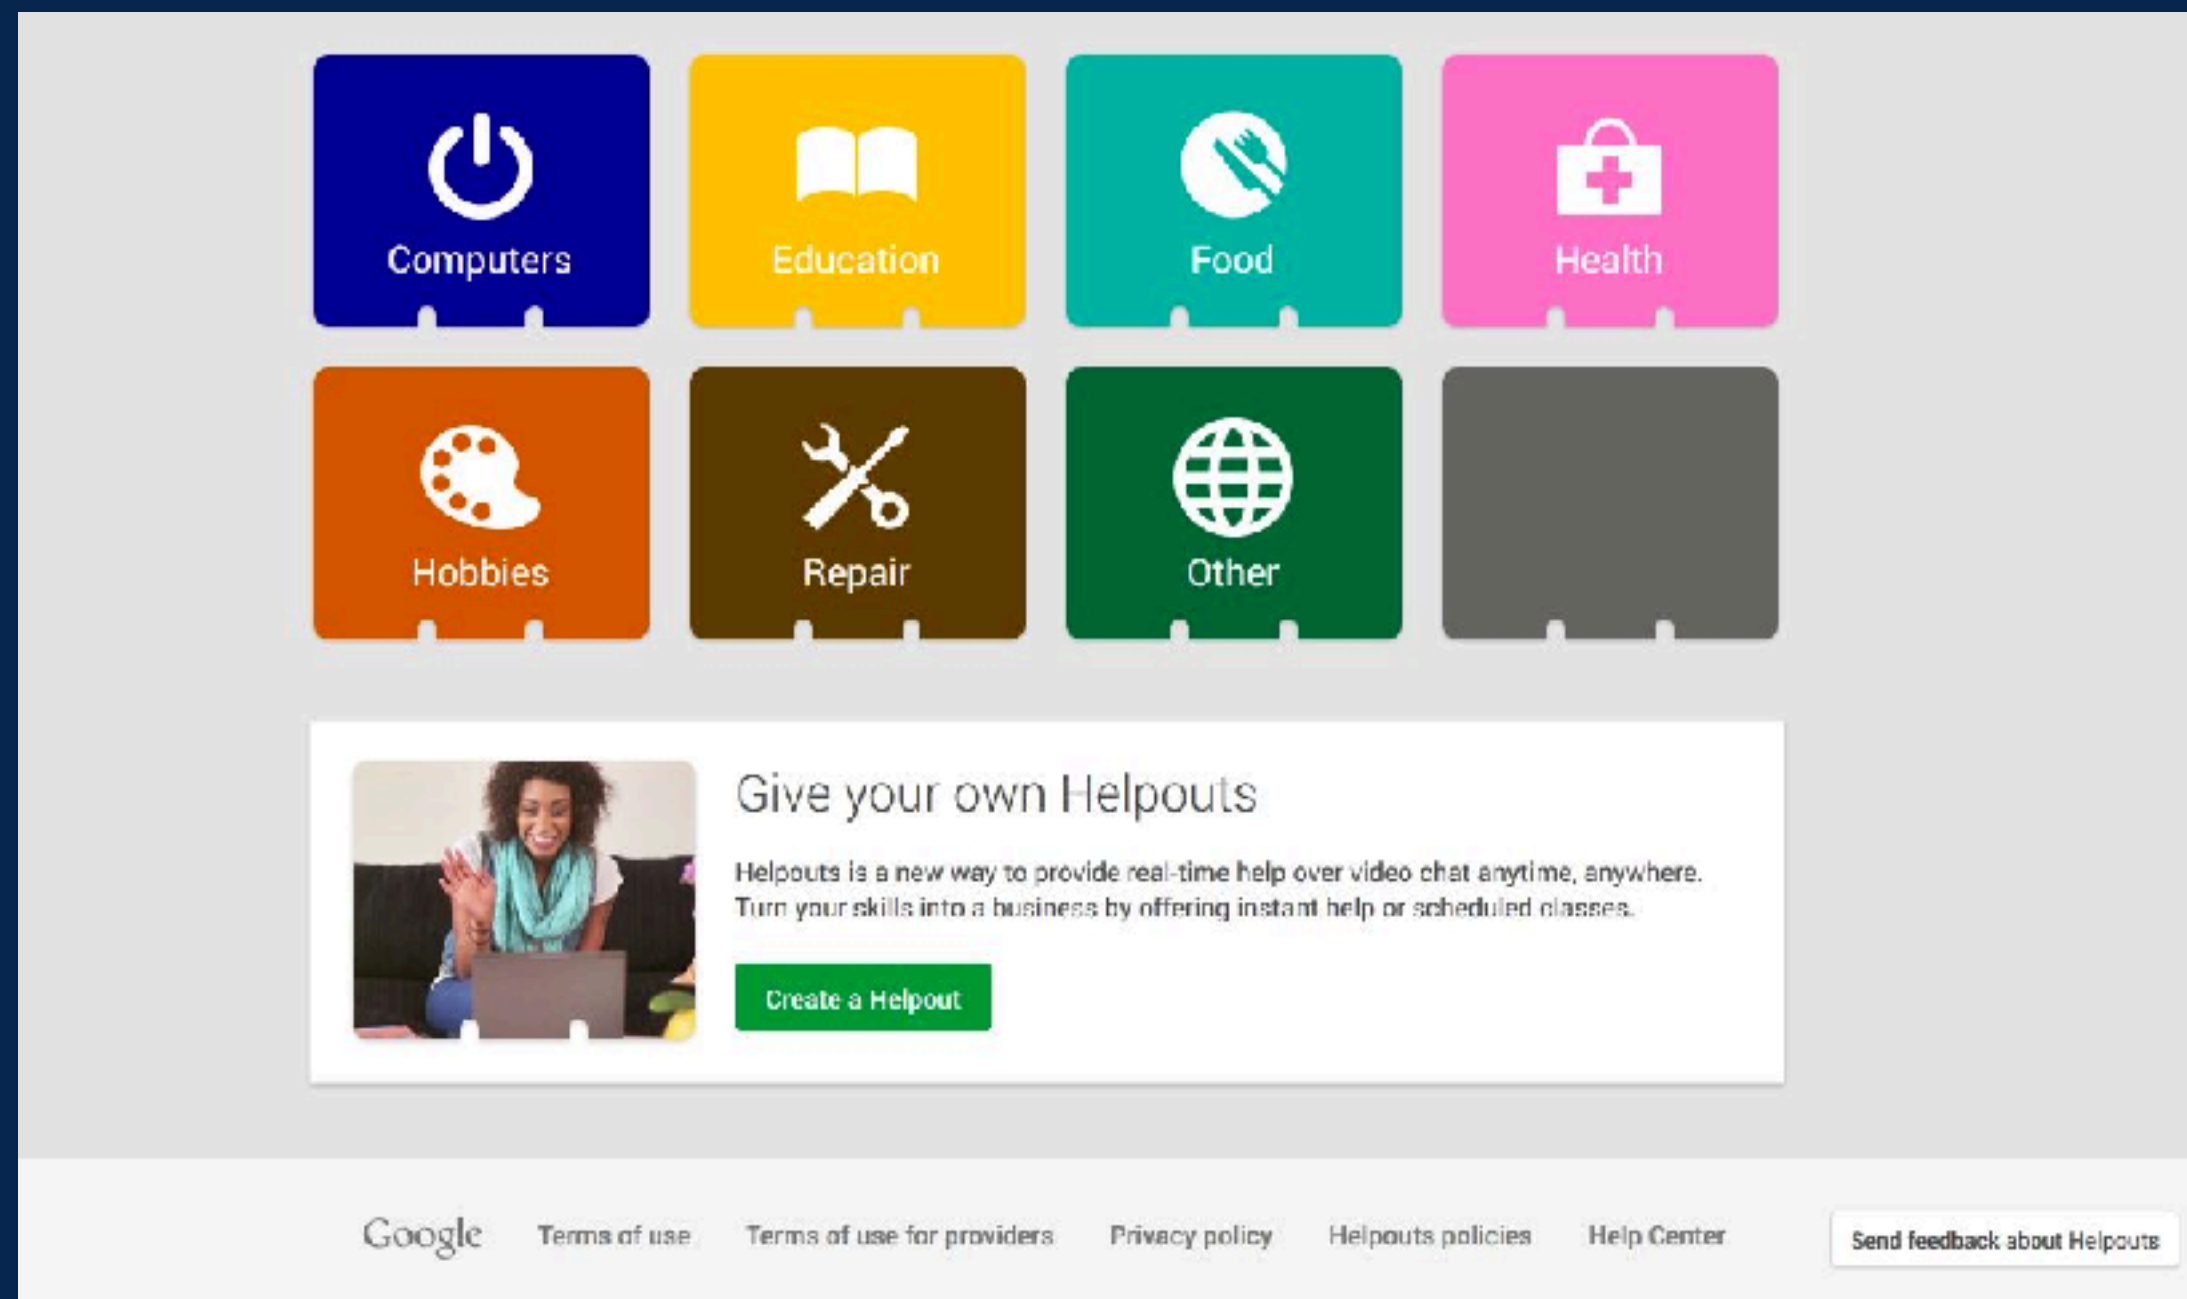 Computers
Education
Food
Health
Hobbies
Repair
Other
Give your own Helpouts
Helpouts is a new way to provide real-time help over video chat anytime, anywhere.
Turn your skills into a business by offering instant help or scheduled classes.
Create a Helpout
Google
Terms of use
Terms of use for providers
Privacy policy
Helpouts policies
Help Center
Send feedback about Helpouts